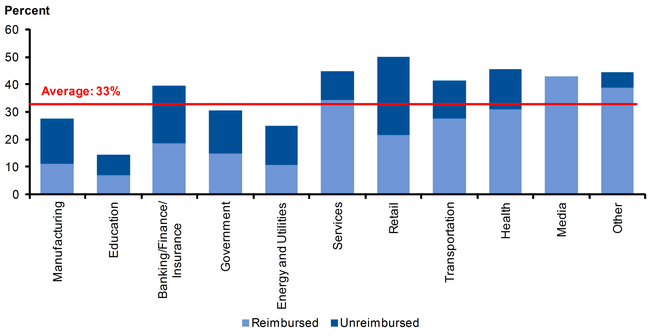 Percent
60
50
40
30
20
10
0
Average: 33%
Manufacturing
Education
Banking/Finance/
Insurance
Government
Energy and Utilities
Services
Retail
Transportation
Health
Media
Other
Reimbursed
Unreimbursed